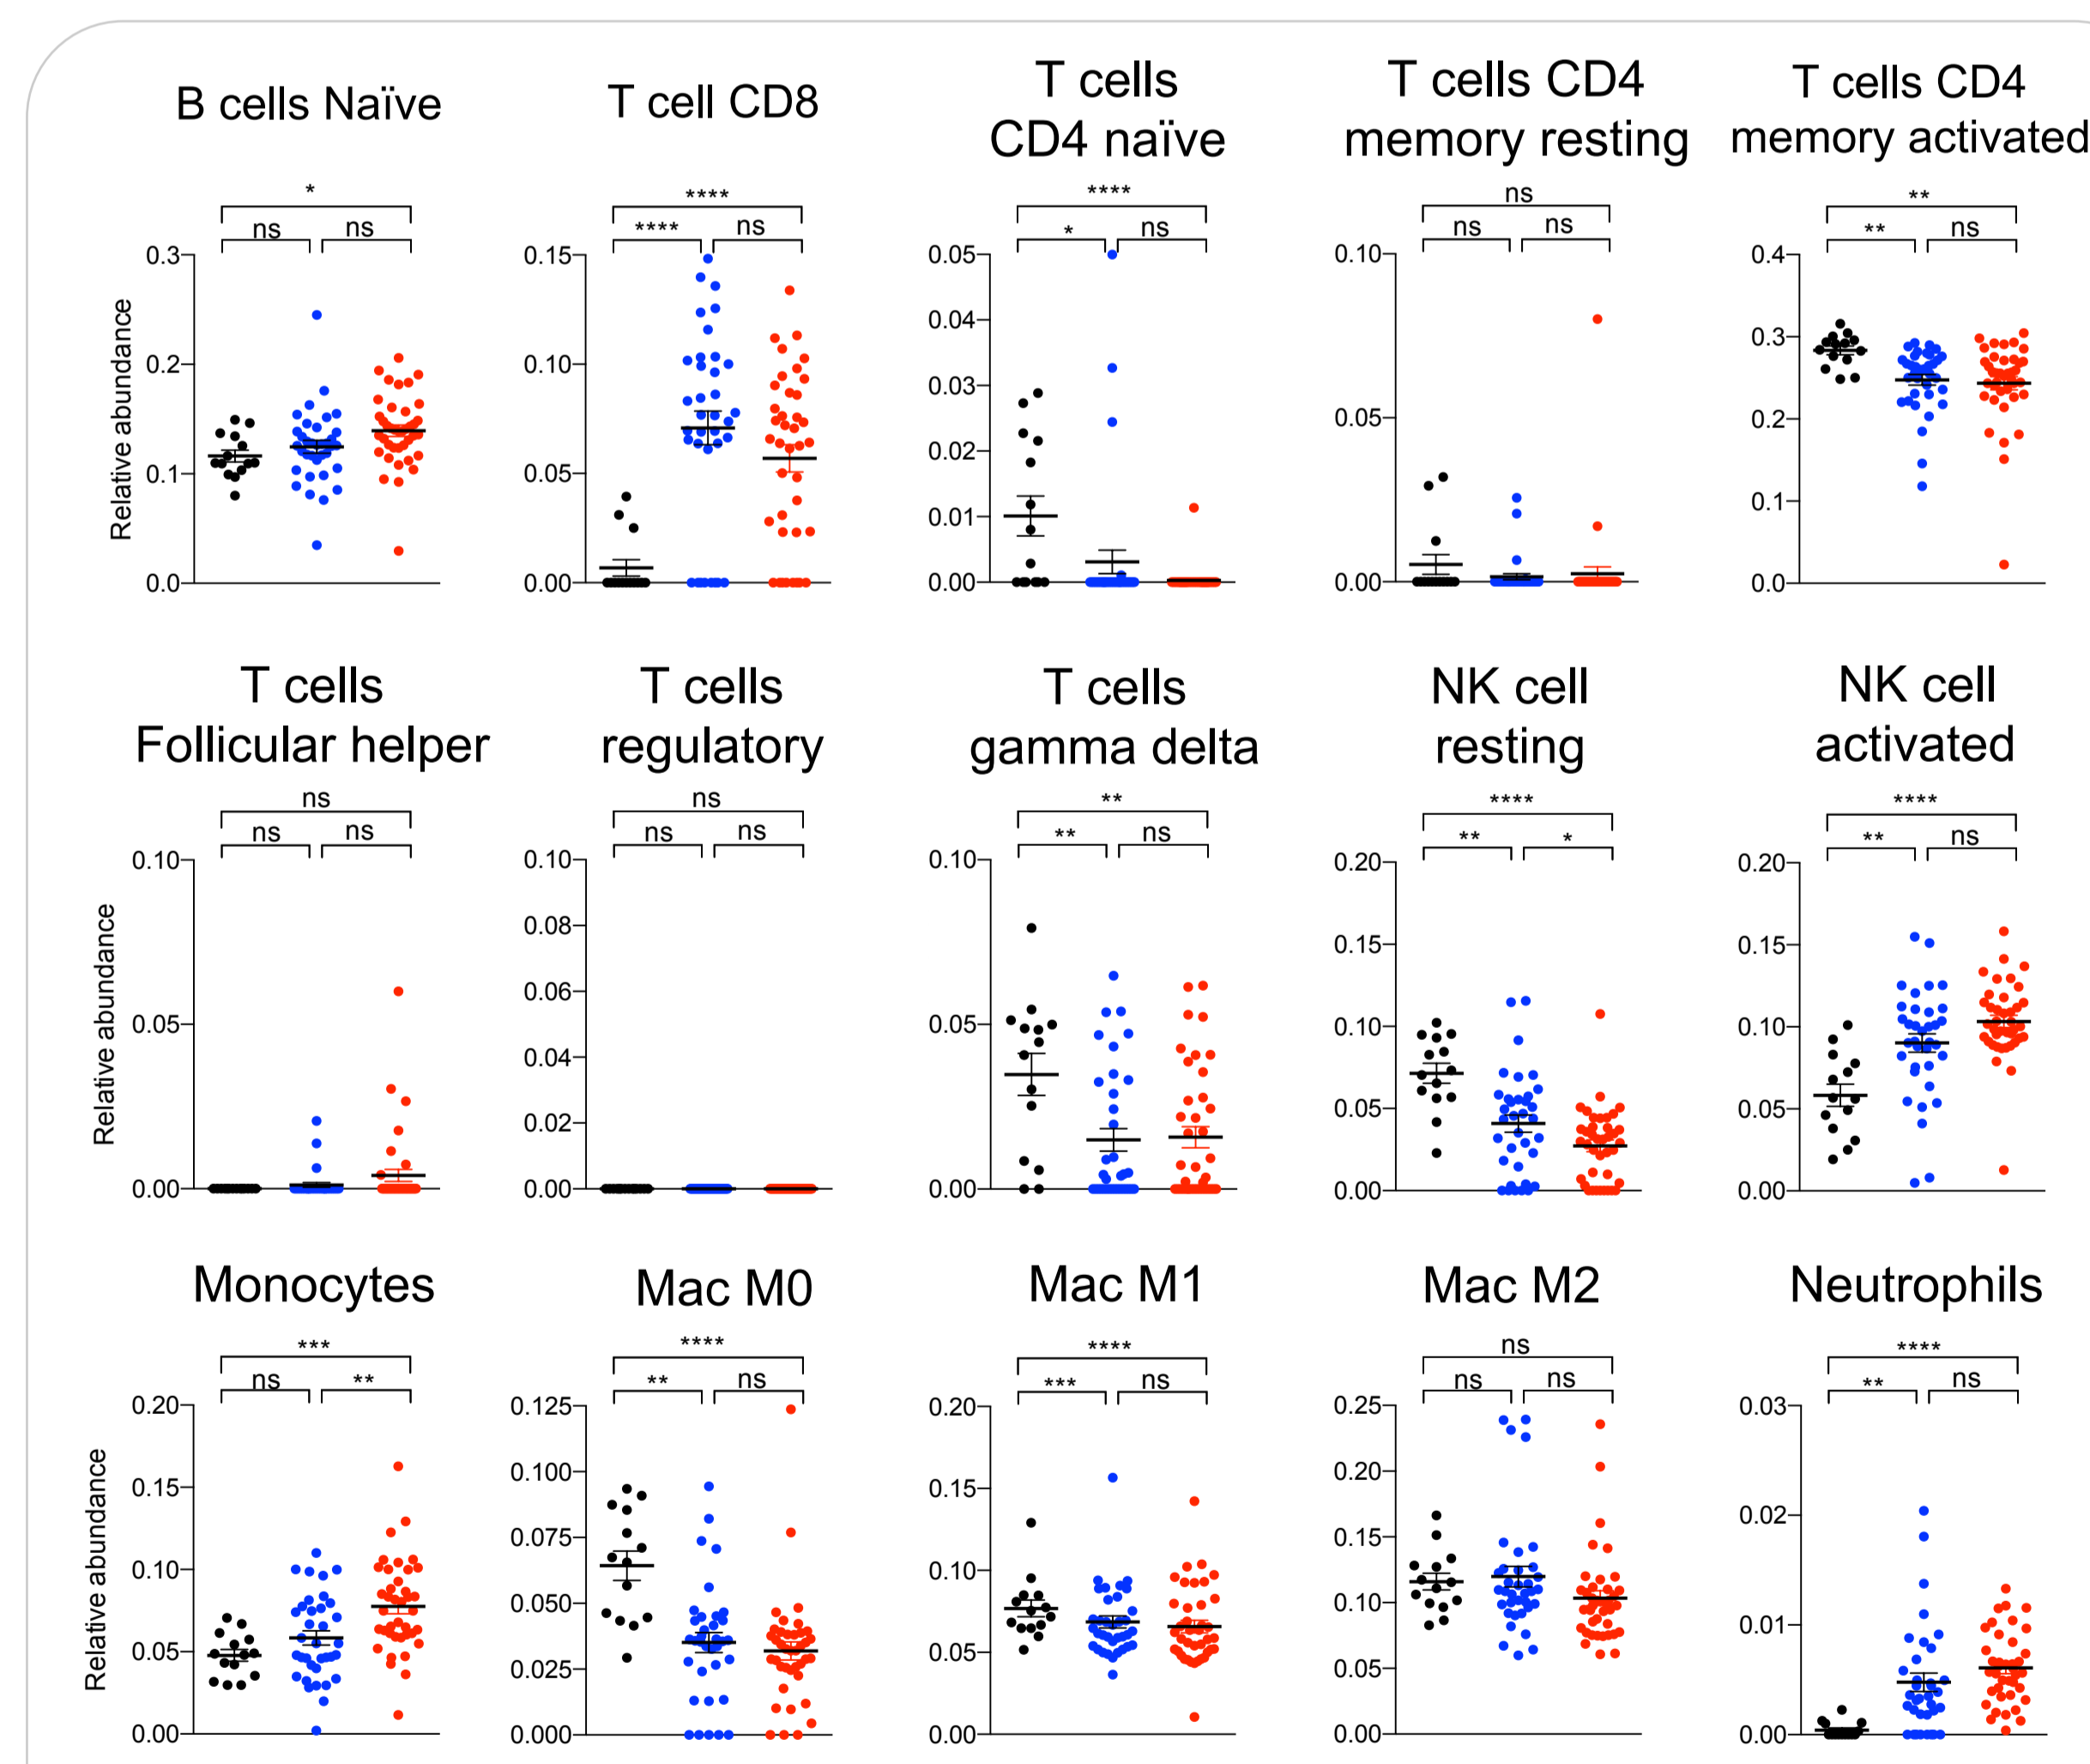 B cells Naïve
T cell CD8
T cells
CD4 naïve
T cells CD4
memory resting
T cells CD4
memory activated
*
ns ns
0.3
0.2
0.1
0.0
Relative abundance
****
**** ns
0.15
0.10
0.05
0.00
****
* ns
0.05
0.04
0.03
0.02
0.01
0.00
ns
ns ns
0.10
0.05
0.00
**
** ns
0.4
0.3
0.2
0.1
0.0
T cells
Follicular helper
T cells
regulatory
T cells
gamma delta
NK cell
resting
NK cell
activated
ns
ns ns
0.10
0.05
0.00
Relative abundance
ns
ns ns
0.10
0.08
0.06
0.04
0.02
0.00
**
** ns
0.10
0.05
0.00
****
** *
0.20
0.15
0.10
0.05
0.00
****
** ns
0.20
0.15
0.10
0.05
0.00
Monocytes
Mac M0
Mac M1
Mac M2
Neutrophils
***
ns **
0.20
0.15
0.10
0.05
0.00
Relative abundance
****
** ns
0.125
0.100
0.075
0.050
0.025
0.000
****
*** ns
0.20
0.15
0.10
0.05
0.00
ns
ns ns
0.25
0.20
0.15
0.10
0.05
0.00
****
** ns
0.03
0.02
0.01
0.00